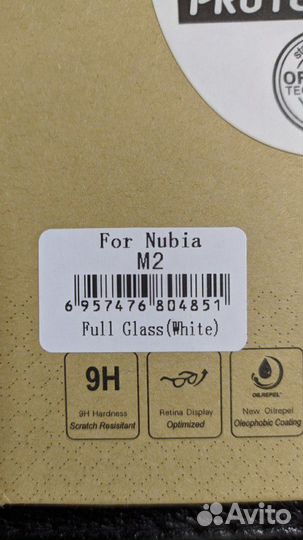 For Nubia
M2
6 957476 804851
Full Glass(White)
9H
OILREPEL
9H Hardness
Scratch Resisitant
Retina Display
Optimized
New Oilrepel
Oleophobic Coating
Avito